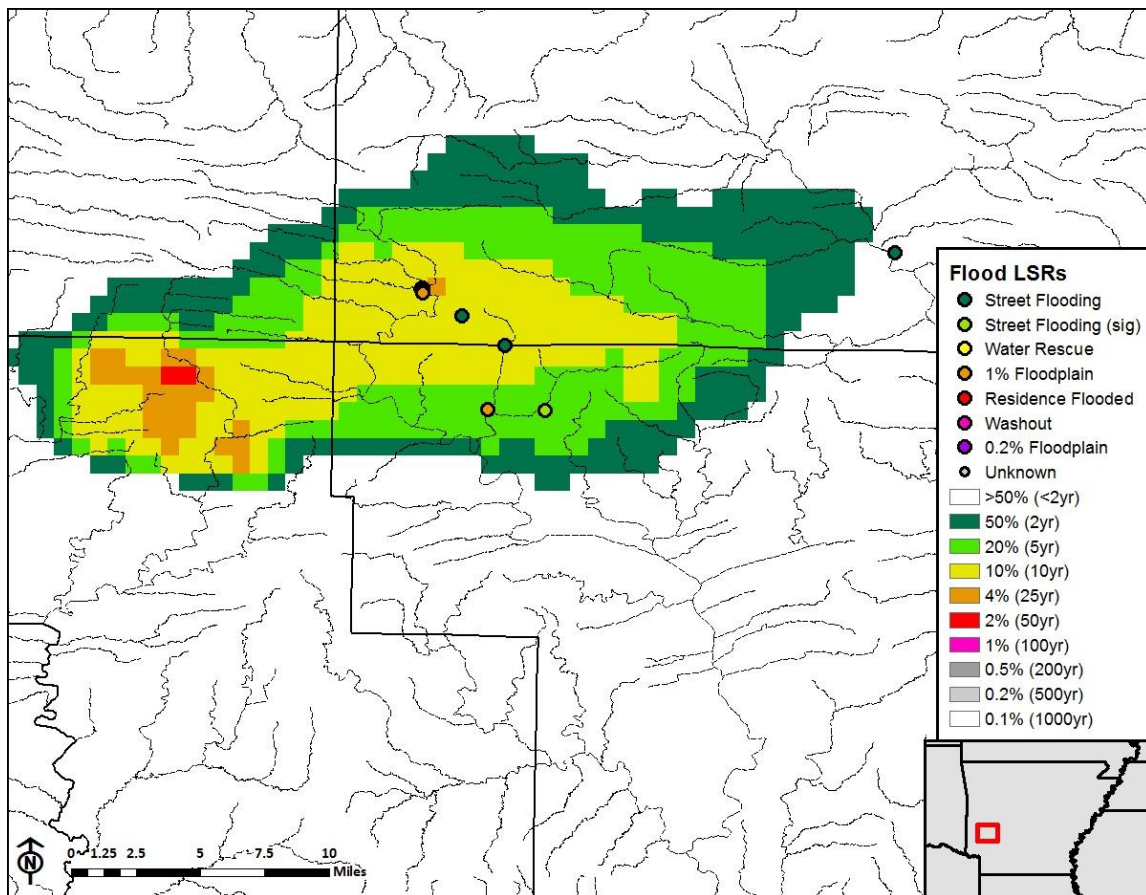 Flood LSRs
Street Flooding
Street Flooding (sig)
Water Rescue
1% Floodplain
Residence Flooded
Washout
0.2% Floodplain
Unknown
>50% (<2yr)
50% (2yr)
20% (5yr)
10% (10yr)
4% (25yr)
2% (50yr)
1% (100yr)
0.5% (200yr)
0.2% (500yr)
0.1% (1000yr)
N
0 1.25 2.5 5 7.5 10
Miles